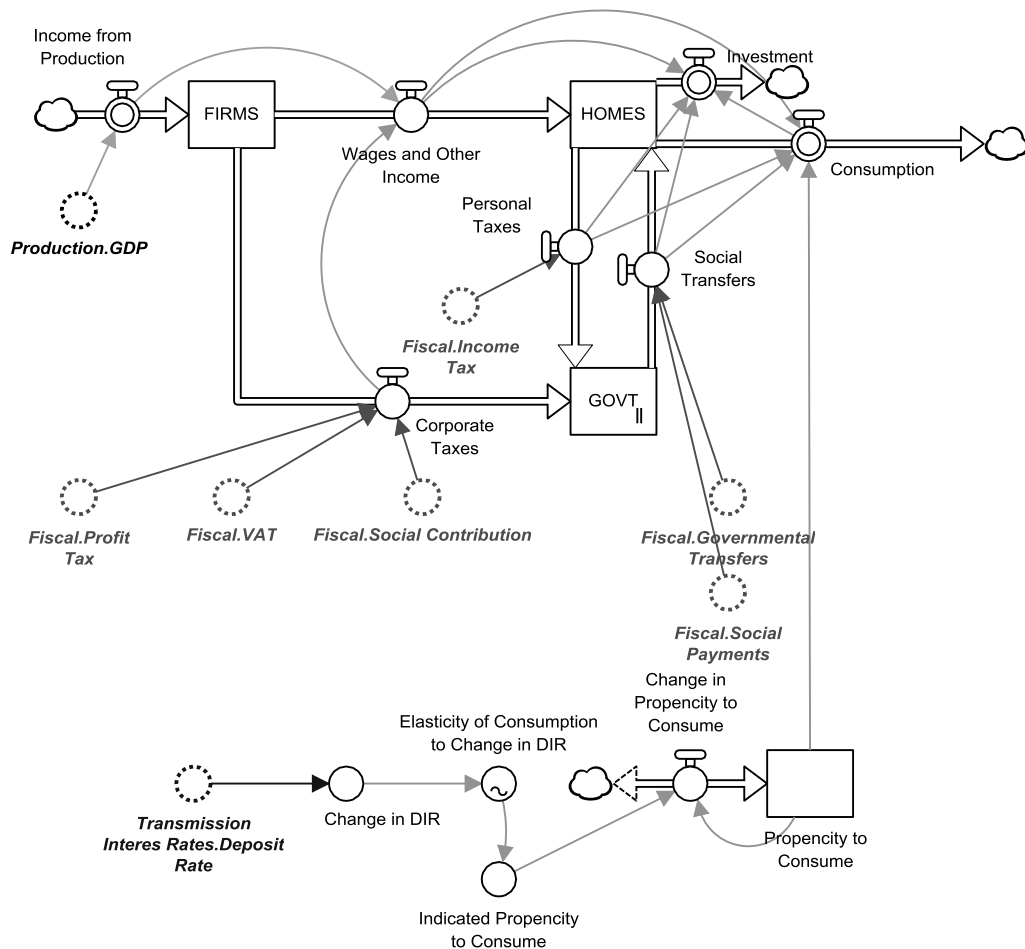 Income from
Production
FIRMS
Wages and Other
Income
HOMES
Investment
Consumption
Production.GDP
Personal
Taxes
Social
Transfers
Fiscal.Income
Tax
GOVT
Corporate
Taxes
Fiscal.Profit
Tax
Fiscal.VAT
Fiscal.Social Contribution
Fiscal.Governmental
Transfers
Fiscal.Social
Payments
Change in
Propencity to
Consume
Elasticity of Consumption
to Change in DIR
Transmission
Interes Rates.Deposit
Rate
Change in DIR
Propencity to
Consume
Indicated Propencity
to Consume